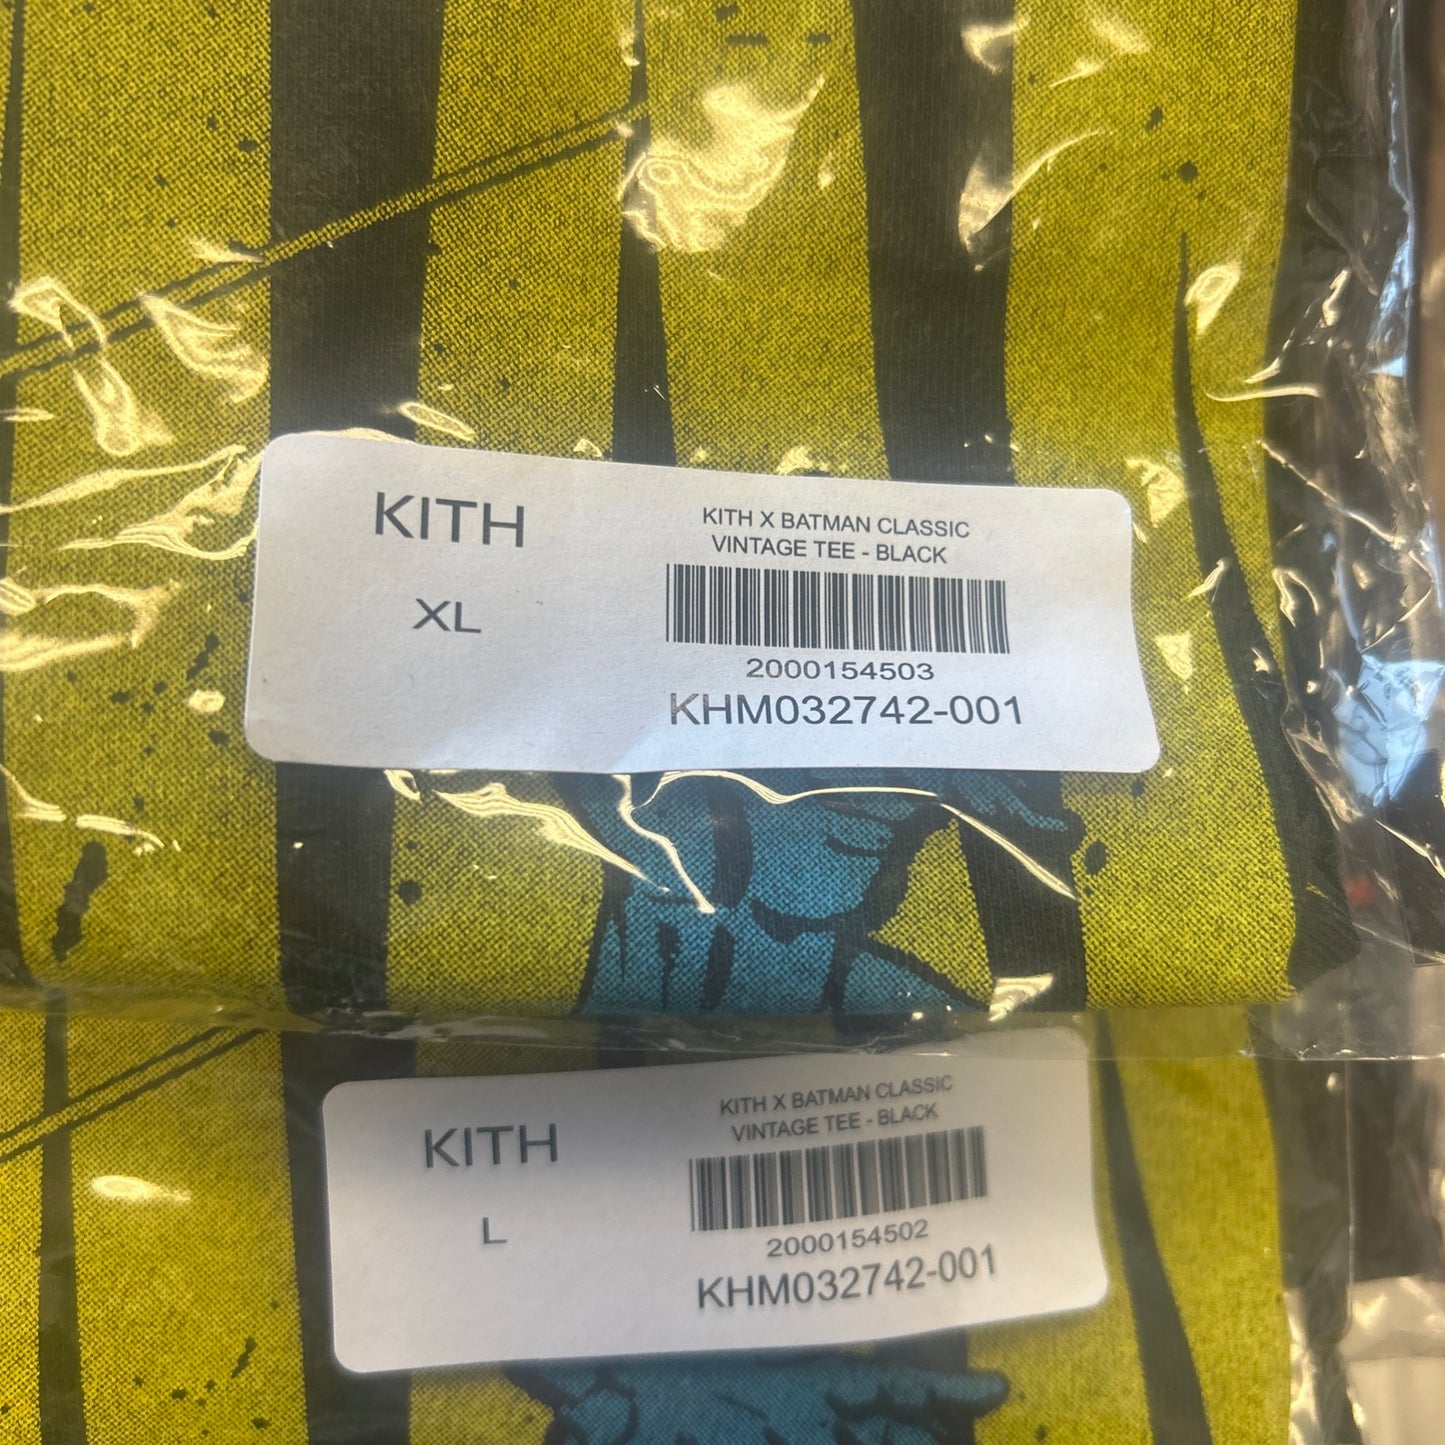 KITH
XL
KITH X BATMAN CLASSIC
VINTAGE TEE - BLACK
2000154503
KHM032742-001
KITH
L
KITH X BATMAN CLASSIC
VINTAGE TEE - BLACK
2000154502
KHM032742-001